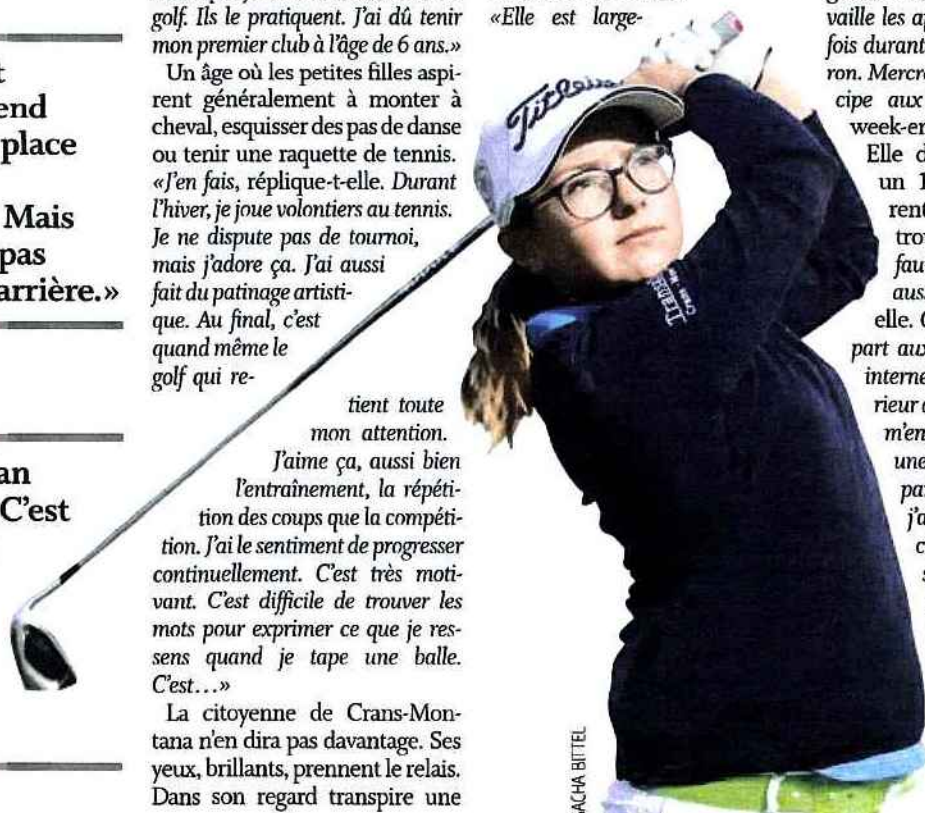 t
end
place
Mais
pas
arrière.»
an
C'est
golf. Ils le pratiquent. J'ai dû tenir
mon premier club à l'âge de 6 ans.»
Un âge où les petites filles aspi-
rent généralement à monter à
cheval, esquisser des pas de danse
ou tenir une raquette de tennis.
«J'en fais, réplique-t-elle. Durant
l'hiver, je joue volontiers au tennis.
Je ne dispute pas de tournoi,
mais j'adore ça. J'ai aussi
fait du patinage artisti-
que. Au final, c'est
quand même le
golf qui re-
tient toute
mon attention.
J'aime ça, aussi bien
l'entraînement, la répéti-
tion des coups que la compéti-
tion. J'ai le sentiment de progresser
continuellement. C'est très moti-
vant. C'est difficile de trouver les
mots pour exprimer ce que je res-
sens quand je tape une balle.
C'est…»
La citoyenne de Crans-Mon-
tana n'en dira pas davantage. Ses
yeux, brillants, prennent le relais.
Dans son regard transpire une
«Elle est large-
Titleist
ACHA BITTEL
vaille les a
fois durant
ron. Mercr
cipe aux
week-en
Elle d
un 1
rent
trou
fau
aus
elle. C
part aux
interne
rieur
m'en
une
pa
j'a
c
s